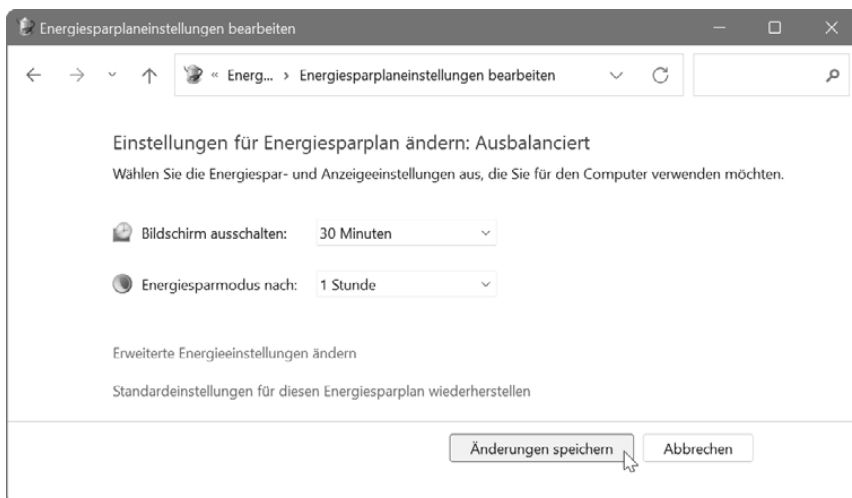 Energiesparplaneinstellungen bearbeiten
« Energ... › Energiesparplaneinstellungen bearbeiten
Einstellungen für Energiesparplan ändern: Ausbalanciert
Wählen Sie die Energiespar- und Anzeigeeinstellungen aus, die Sie für den Computer verwenden möchten.
Bildschirm ausschalten: 30 Minuten
Energiesparmodus nach: 1 Stunde
Erweiterte Energieeinstellungen ändern
Standardeinstellungen für diesen Energiesparplan wiederherstellen
Änderungen speichern Abbrechen